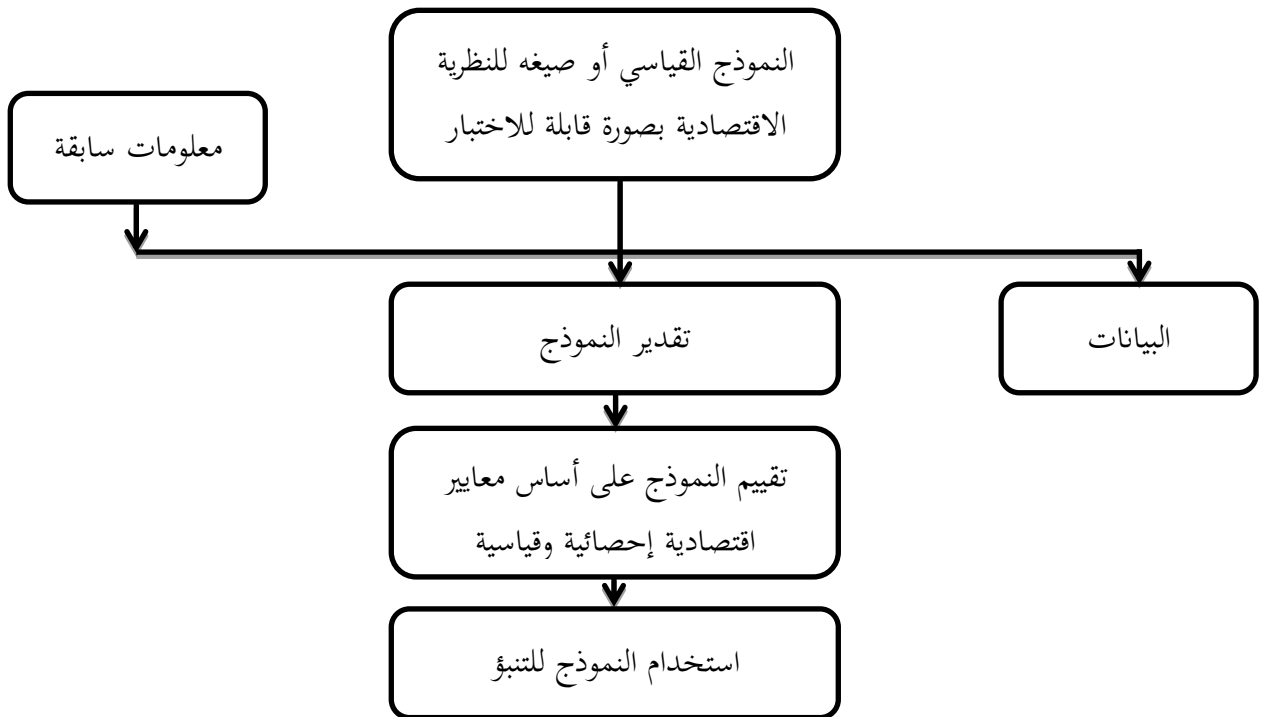 النموذج القياسي أو صيغه للنظرية
الاقتصادية بصورة قابلة للاختبار
معلومات سابقة
البيانات
تقدير النموذج
تقييم النموذج على أساس معايير
اقتصادية إحصائية وقياسية
استخدام النموذج للتنبؤ